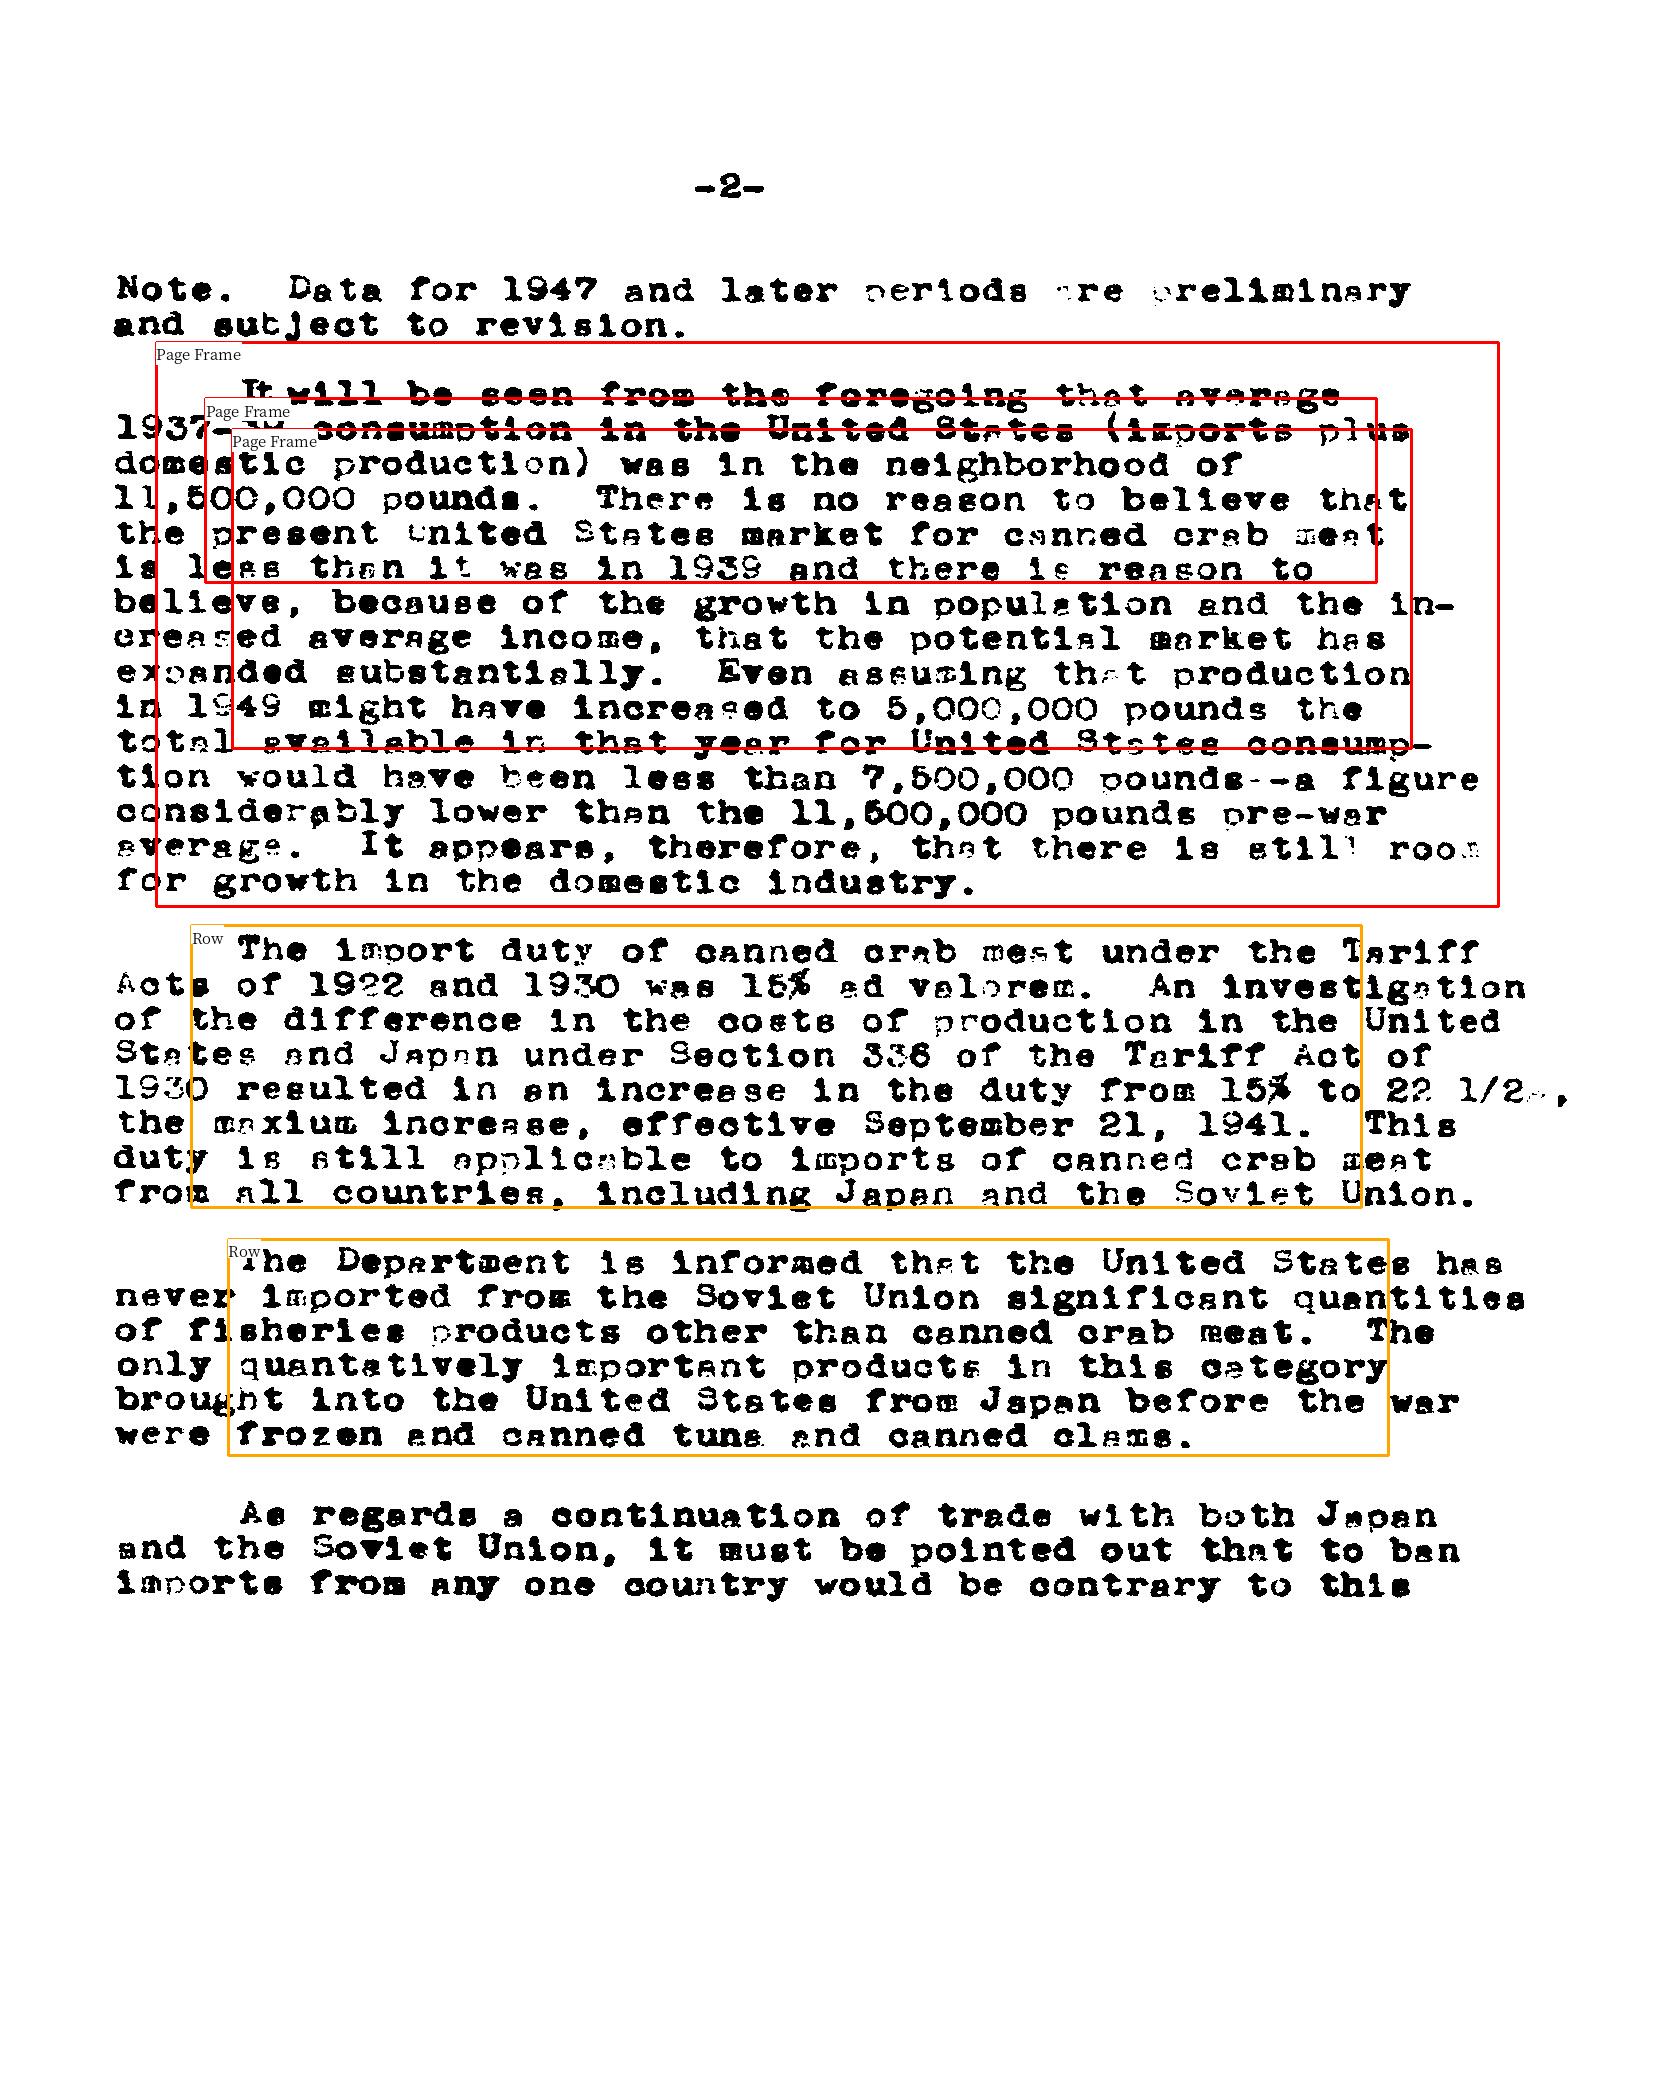 -2-
Note. Data for 1947 and later periods are preliminary
and subject to revision.
Page Frame
It will be seen from the foregoing that average
Page Frame
1937- consumption in the United States (imports plus
Page Frame
domestic production) was in the neighborhood of
11,500,000 pounds. There is no reason to believe that
the present United States market for canned crab meat
is less than it was in 1939 and there is reason to
believe, because of the growth in population and the in-
creased average income, that the potential market has
expanded substantially. Even assuming that production
in 1949 might have increased to 5,000,000 pounds the
total available in that year for United States consump-
tion would have been less than 7,500,000 pounds--a figure
considerably lower than the 11,500,000 pounds pre-war
average. It appears, therefore, that there is still room
for growth in the domestic industry.
Row
The import duty of canned crab meat under the Tariff
Acts of 1922 and 1930 was 15% ad valorem. An investigation
of the difference in the costs of production in the United
States and Japan under Section 336 of the Tariff Act of
1930 resulted in an increase in the duty from 15% to 22 1/2%,
the maxium increase, effective September 21, 1941. This
duty is still applicable to imports of canned crab meat
from all countries, including Japan and the Soviet Union.
Row
The Department is informed that the United States has
never imported from the Soviet Union significant quantities
of fisheries products other than canned crab meat. The
only quantatively important products in this category
brought into the United States from Japan before the war
were frozen and canned tuna and canned clams.
As regards a continuation of trade with both Japan
and the Soviet Union, it must be pointed out that to ban
imports from any one country would be contrary to this